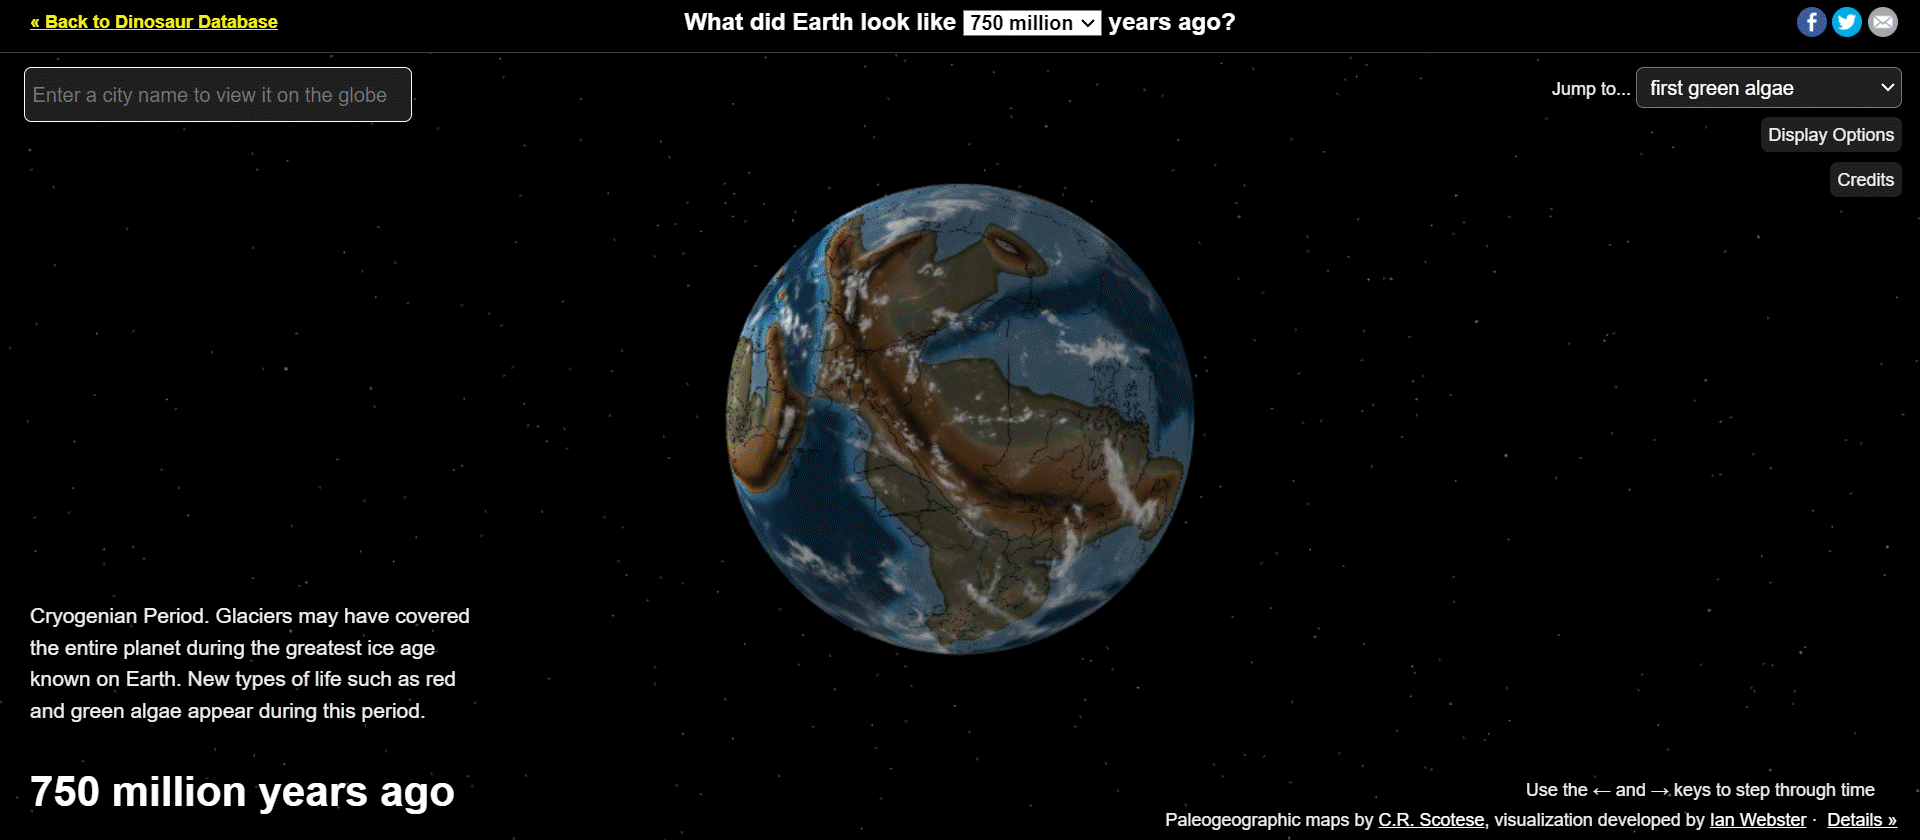 « Back to Dinosaur Database
What did Earth look like 750 million years ago?
Enter a city name to view it on the globe
Jump to... first green algae
Display Options
Credits
Cryogenian Period. Glaciers may have covered
the entire planet during the greatest ice age
known on Earth. New types of life such as red
and green algae appear during this period.
750 million years ago
Use the ← and → keys to step through time
Paleogeographic maps by C.R. Scotese, visualization developed by Ian Webster · Details »